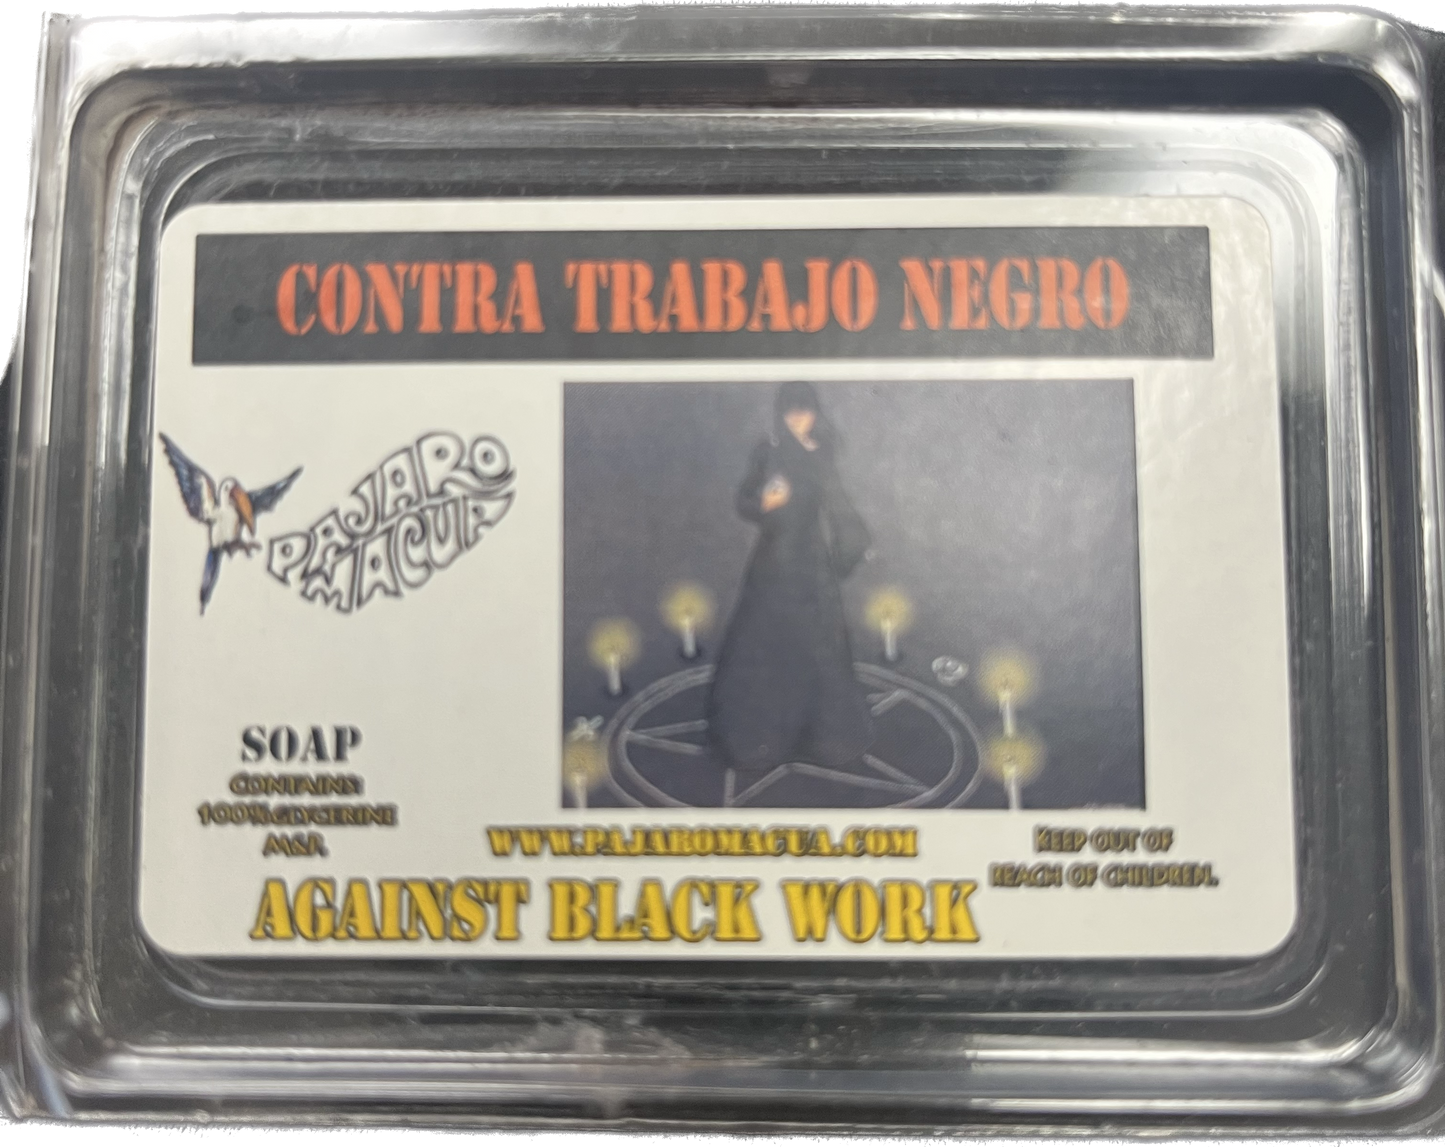 CONTRA TRABAJO NEGRO
PAJARO
MACUA
SOAP
CONTAINS:
100% GLYCERINE
M&P.
WWW.PAJAROMACUA.COM
KEEP OUT OF
REACH OF CHILDREN.
AGAINST BLACK WORK